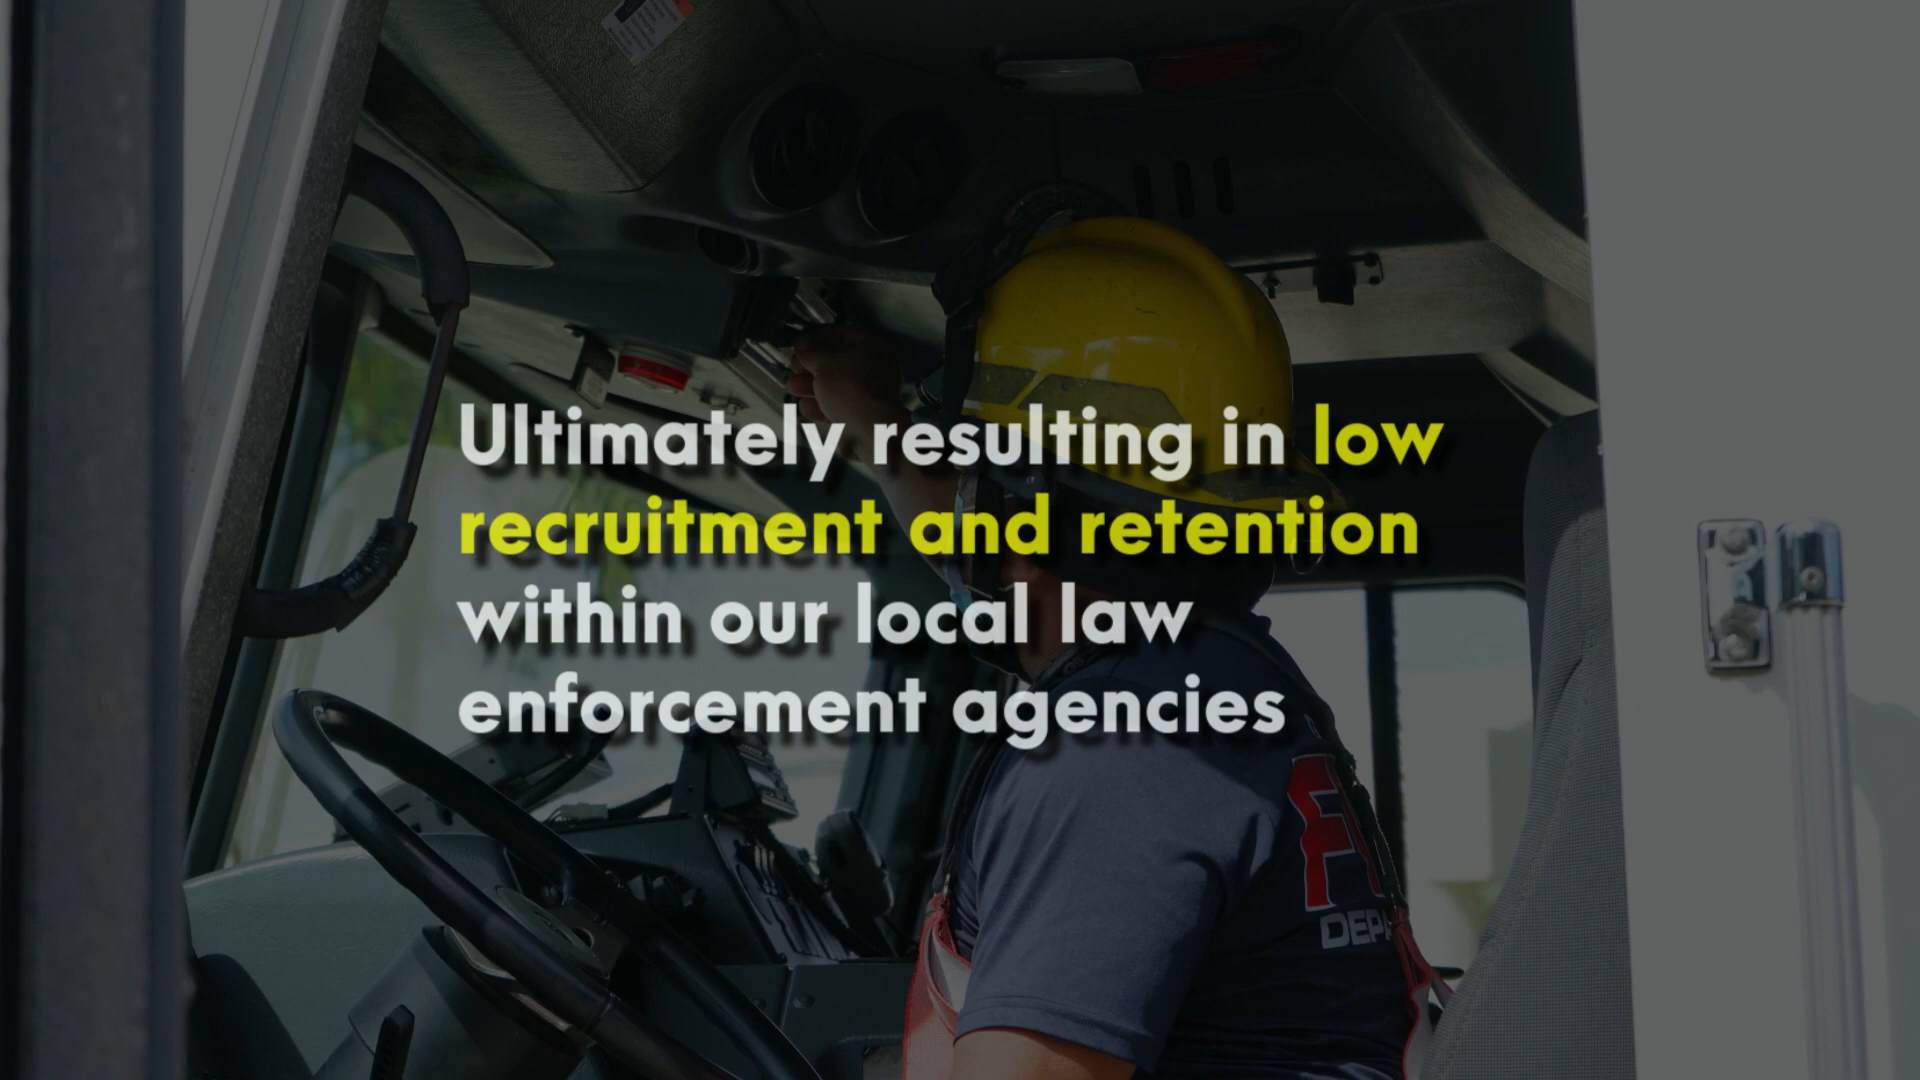 Ultimately resulting in low
recruitment and retention
within our local law
enforcement agencies